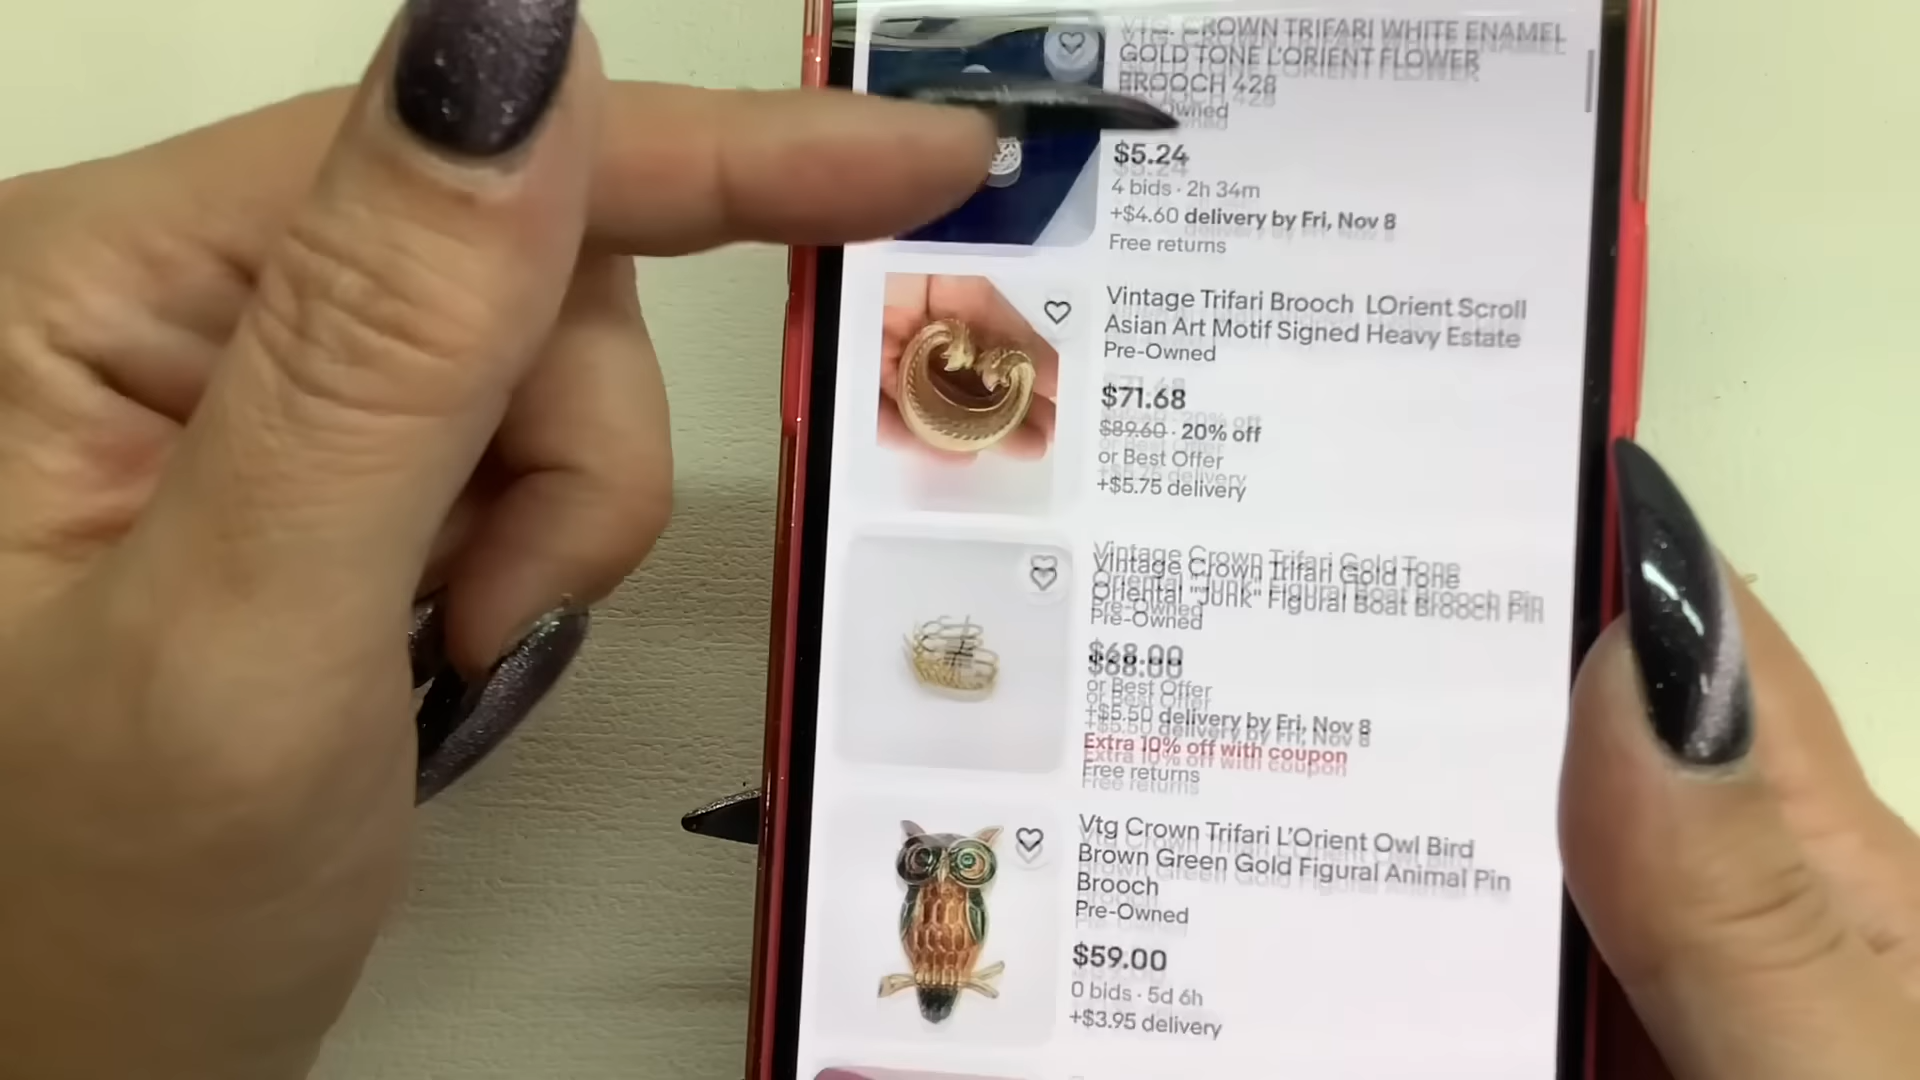 VTG. CROWN TRIFARI WHITE ENAMEL
GOLD TONE L'ORIENT FLOWER
BROOCH 428
Owned
$5.24
4 bids · 2h 34m
+$4.60 delivery by Fri, Nov 8
Free returns
Vintage Trifari Brooch LOrient Scroll
Asian Art Motif Signed Heavy Estate
Pre-Owned
$71.68
$89.60 · 20% off
or Best Offer
+$5.75 delivery
Vintage Crown Trifari Gold Tone
Oriental "Junk" Figural Boat Brooch Pin
Pre-Owned
$68.00
or Best Offer
+$5.50 delivery by Fri, Nov 8
Extra 10% off with coupon
Free returns
Vtg Crown Trifari L'Orient Owl Bird
Brown Green Gold Figural Animal Pin
Brooch
Pre-Owned
$59.00
0 bids · 5d 6h
+$3.95 delivery